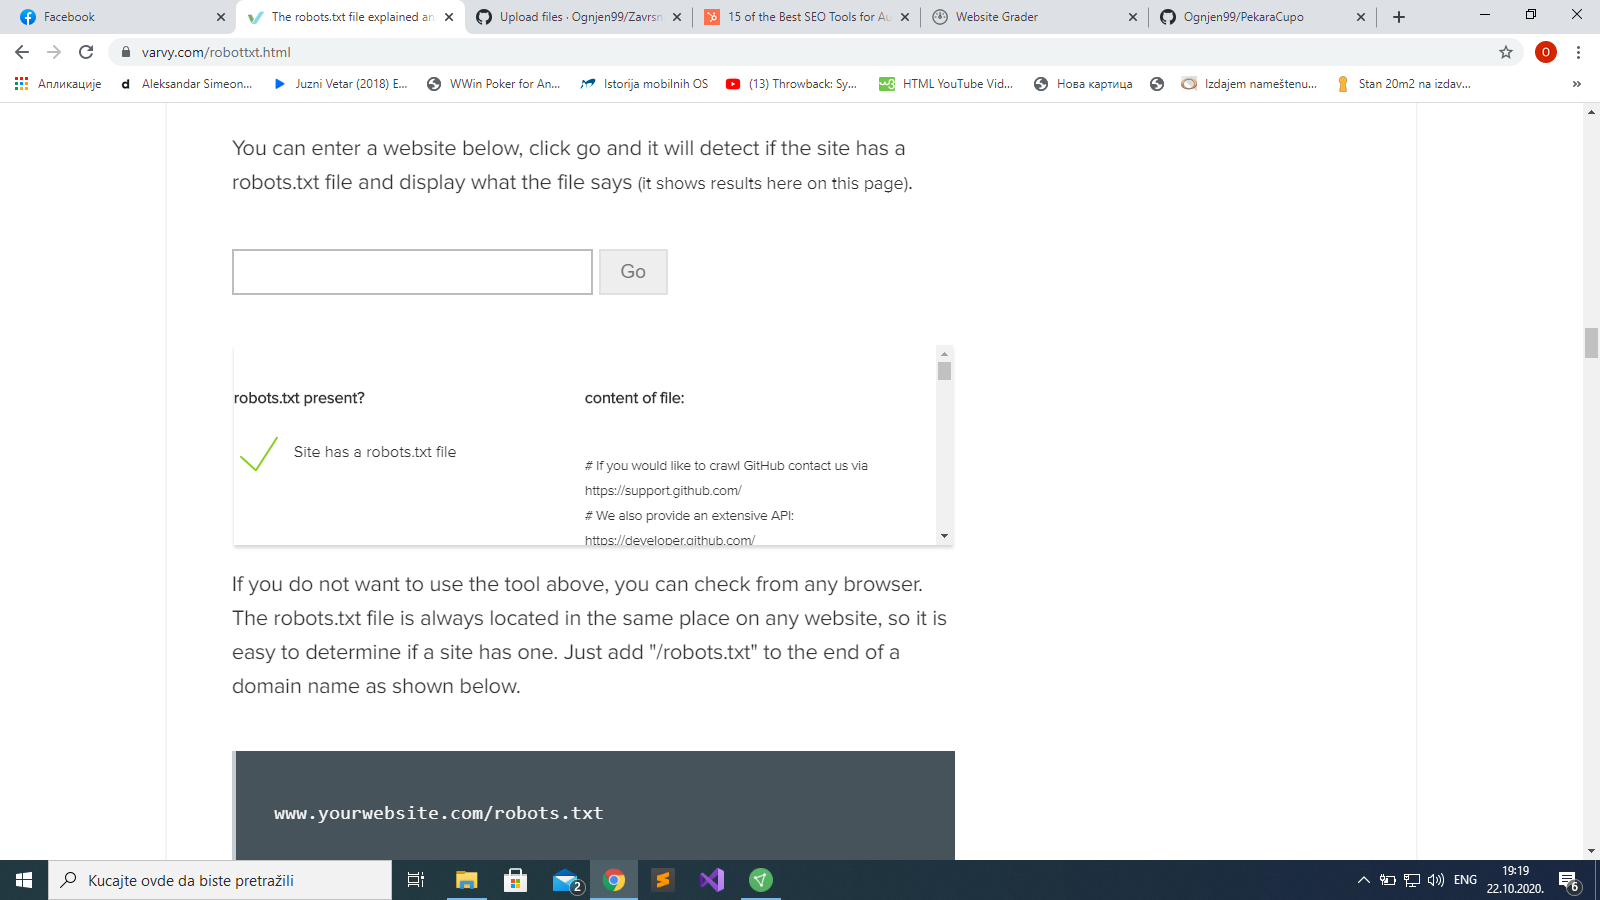 Facebook
The robots.txt file explained an
Upload files · Ognjen99/Zavrsn
15 of the Best SEO Tools for Au
Website Grader
Ognjen99/PekaraCupo
varvy.com/robottxt.html
O
Апликације
d
Aleksandar Simeon...
Juzni Vetar (2018) E...
WWin Poker for An...
Istorija mobilnih OS
(13) Throwback: Sy...
HTML YouTube Vid...
Нова картица
Izdajem nameštenu...
Stan 20m2 na izdav...
»
You can enter a website below, click go and it will detect if the site has a
robots.txt file and display what the file says (it shows results here on this page).
Go
robots.txt present?
content of file:
Site has a robots.txt file
# If you would like to crawl GitHub contact us via
https://support.github.com/
# We also provide an extensive API:
https://developer.github.com/
If you do not want to use the tool above, you can check from any browser.
The robots.txt file is always located in the same place on any website, so it is
easy to determine if a site has one. Just add "/robots.txt" to the end of a
domain name as shown below.
www.yourwebsite.com/robots.txt
Kucajte ovde da biste pretražili
2
ENG
19:19
22.10.2020.
6